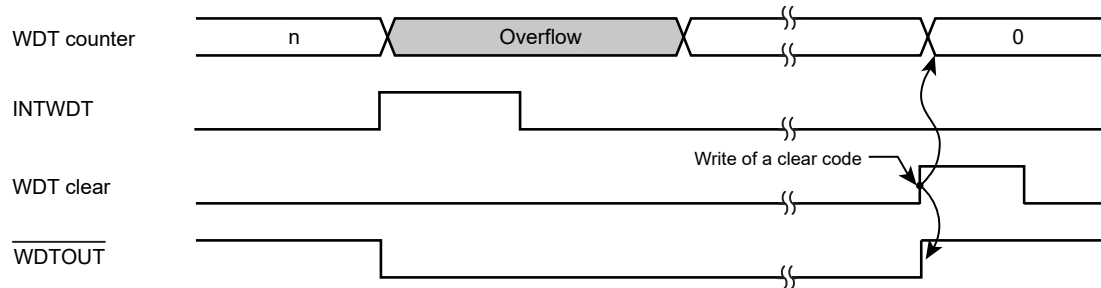 WDT counter n Overflow 0
INTWDT
Write of a clear code
WDT clear
WDTOUT